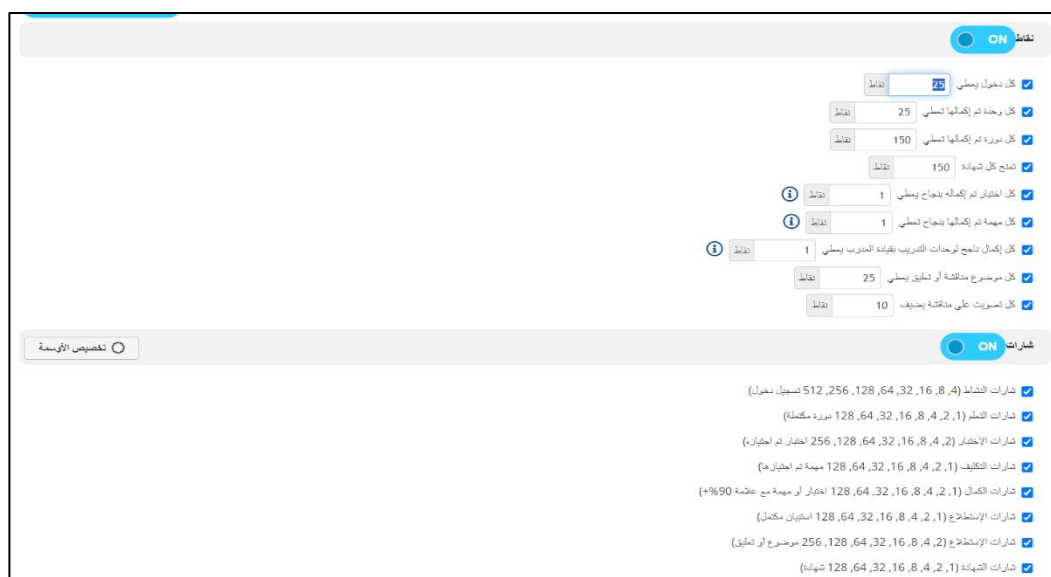 نقاط ON
كل دخول يعطي 25 نقاط
كل وحدة تم إكمالها تعطي 25 نقاط
كل دورة تم إكمالها تعطي 150 نقاط
تمنح كل شهادة 150 نقاط
كل اختبار تم إكماله بنجاح يعطي 1 نقاط
كل مهمة تم إكمالها بنجاح تعطي 1 نقاط
كل إكمال ناجح لوحدات التدريب بقيادة المدرب يعطي 1 نقاط
كل موضوع مناقشة أو تعليق يعطي 25 نقاط
كل تصويت على مناقشة يضيف 10 نقاط
شارات ON تخصيص الأوسمة
شارات النشاط (4, 8, 16, 32, 64, 128, 256, 512 تسجيل دخول)
شارات التعلم (1, 2, 4, 8, 16, 32, 64, 128 دورة مكتملة)
شارات الاختبار (2, 4, 8, 16, 32, 64, 128, 256 اختبار تم اجتيازه)
شارات التكليف (1, 2, 4, 8, 16, 32, 64, 128 مهمة تم اجتيازها)
شارات الكمال (1, 2, 4, 8, 16, 32, 64, 128 اختبار أو مهمة مع علامة 90%+)
شارات الإستطلاع (1, 2, 4, 8, 16, 32, 64, 128 استبيان مكتمل)
شارات الإستطلاع (2, 4, 8, 16, 32, 64, 128, 256 موضوع أو تعليق)
شارات الشهادة (1, 2, 4, 8, 16, 32, 64, 128 شهادة)